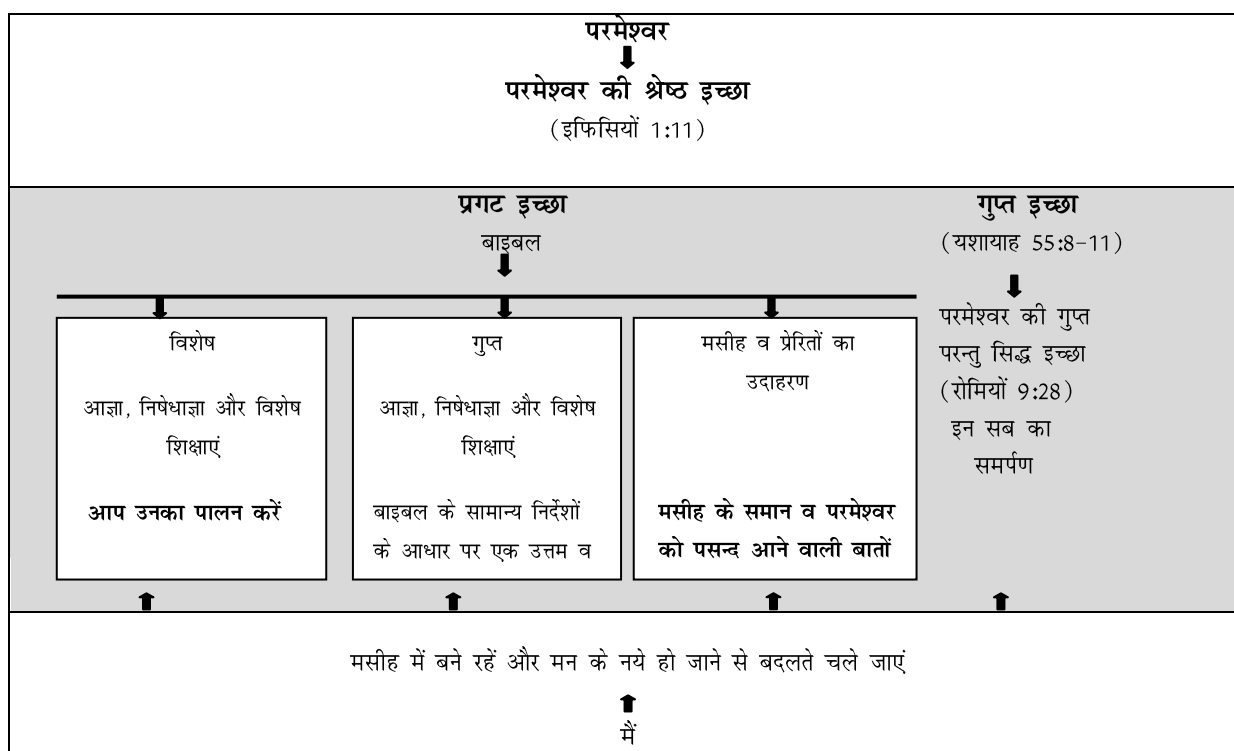 परमेश्वर
परमेश्वर की श्रेष्ठ इच्छा
(इफिसियों 1:11)
प्रगट इच्छा
बाइबल
गुप्त इच्छा
(यशायाह 55:8-11)
विशेष
आज्ञा, निषेधाज्ञा और विशेष
शिक्षाएं
आप उनका पालन करें
गुप्त
आज्ञा, निषेधाज्ञा और विशेष
शिक्षाएं
बाइबल के सामान्य निर्देशों
के आधार पर एक उत्तम व
मसीह व प्रेरितों का
उदाहरण
मसीह के समान व परमेश्वर
को पसन्द आने वाली बातों
परमेश्वर की गुप्त
परन्तु सिद्ध इच्छा
(रोमियों 9:28)
इन सब का
समर्पण
मसीह में बने रहें और मन के नये हो जाने से बदलते चले जाएं
मैं